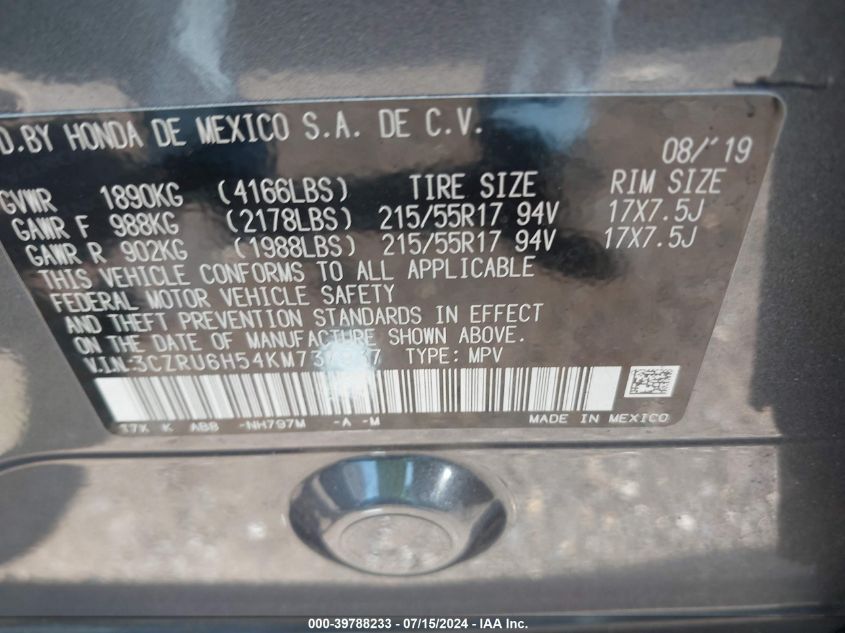 D.BY HONDA DE MEXICO S.A. DE C.V.
08/'19
GVWR 1890KG (4166LBS) TIRE SIZE RIM SIZE
GAWR F 988KG (2178LBS) 215/55R17 94V 17X7.5J
GAWR R 902KG (1988LBS) 215/55R17 94V 17X7.5J
THIS VEHICLE CONFORMS TO ALL APPLICABLE
FEDERAL MOTOR VEHICLE SAFETY
AND THEFT PREVENTION STANDARDS IN EFFECT
ON THE DATE OF MANUFACTURE SHOWN ABOVE.
V.I.N. TYPE: MPV
T7X K AB8 -NH797M -A -M MADE IN MEXICO
000-39788233 - 07/15/2024 - IAA Inc.